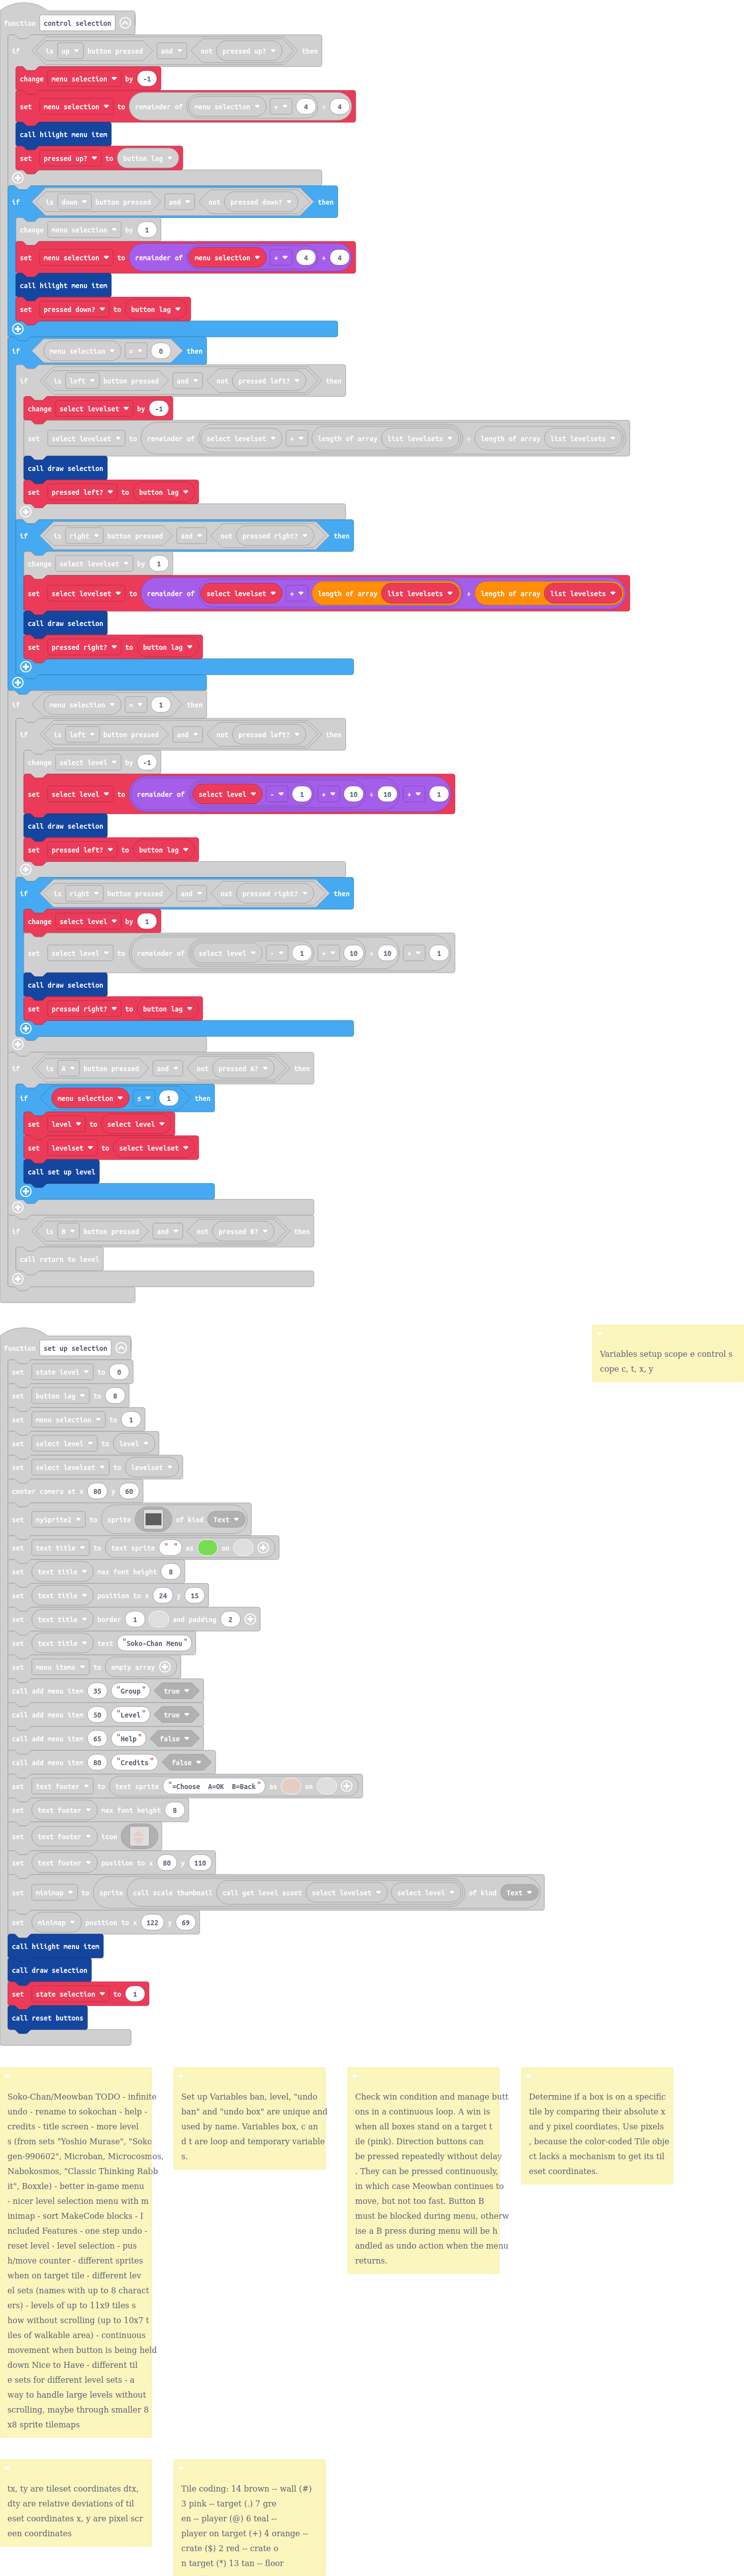 function control selection
if is up button pressed and not pressed up? then
change menu selection by -1
set menu selection to remainder of menu selection + 4 ÷ 4
call hilight menu item
set pressed up? to button lag
if is down button pressed and not pressed down? then
change menu selection by 1
set menu selection to remainder of menu selection + 4 ÷ 4
call hilight menu item
set pressed down? to button lag
if menu selection = 0 then
if is left button pressed and not pressed left? then
change select levelset by -1
set select levelset to remainder of select levelset + length of array list levelsets ÷ length of array list levelsets
call draw selection
set pressed left? to button lag
if is right button pressed and not pressed right? then
change select levelset by 1
set select levelset to remainder of select levelset + length of array list levelsets ÷ length of array list levelsets
call draw selection
set pressed right? to button lag
if menu selection = 1 then
if is left button pressed and not pressed left? then
change select level by -1
set select level to remainder of select level - 1 + 10 ÷ 10 + 1
call draw selection
set pressed left? to button lag
if is right button pressed and not pressed right? then
change select level by 1
set select level to remainder of select level - 1 + 10 ÷ 10 + 1
call draw selection
set pressed right? to button lag
if is A button pressed and not pressed A? then
if menu selection ≤ 1 then
set level to select level
set levelset to select levelset
call set up level
if is B button pressed and not pressed B? then
call return to level
function set up selection
set state level to 0
set button lag to 8
set menu selection to 1
set select level to level
set select levelset to levelset
center camera at x 80 y 60
set mySprite2 to sprite of kind Text
set text title to text sprite " " as on
set text title max font height 8
set text title position to x 24 y 15
set text title border 1 and padding 2
set text title text "Soko-Chan Menu"
set menu items to empty array
call add menu item 35 "Group" true
call add menu item 50 "Level" true
call add menu item 65 "Help" false
call add menu item 80 "Credits" false
set text footer to text sprite "=Choose A=OK B=Back" as on
set text footer max font height 8
set text footer icon
set text footer position to x 80 y 110
set minimap to sprite call scale thumbnail call get level asset select levelset select level of kind Text
set minimap position to x 122 y 69
call hilight menu item
call draw selection
set state selection to 1
call reset buttons
Variables setup scope e control s
cope c, t, x, y
Soko-Chan/Meowban TODO - infinite
undo - rename to sokochan - help -
credits - title screen - more level
s (from sets "Yoshio Murase", "Soko
gen-990602", Microban, Microcosmos,
Nabokosmos, "Classic Thinking Rabb
it", Boxxle) - better in-game menu
- nicer level selection menu with m
inimap - sort MakeCode blocks - I
ncluded Features - one step undo -
reset level - level selection - pus
h/move counter - different sprites
when on target tile - different lev
el sets (names with up to 8 charact
ers) - levels of up to 11x9 tiles s
how without scrolling (up to 10x7 t
iles of walkable area) - continuous
movement when button is being held
down Nice to Have - different til
e sets for different level sets - a
way to handle large levels without
scrolling, maybe through smaller 8
x8 sprite tilemaps
Set up Variables ban, level, "undo
ban" and "undo box" are unique and
used by name. Variables box, c an
d t are loop and temporary variable
s.
Check win condition and manage butt
ons in a continuous loop. A win is
when all boxes stand on a target t
ile (pink). Direction buttons can
be pressed repeatedly without delay
. They can be pressed continuously,
in which case Meowban continues to
move, but not too fast. Button B
must be blocked during menu, otherw
ise a B press during menu will be h
andled as undo action when the menu
returns.
Determine if a box is on a specific
tile by comparing their absolute x
and y pixel coordiates. Use pixels
, because the color-coded Tile obje
ct lacks a mechanism to get its til
eset coordinates.
tx, ty are tileset coordinates dtx,
dty are relative deviations of til
eset coordinates x, y are pixel scr
een coordinates
Tile coding: 14 brown -- wall (#)
3 pink -- target (.) 7 gre
en -- player (@) 6 teal --
player on target (+) 4 orange --
crate ($) 2 red -- crate o
n target (*) 13 tan -- floor